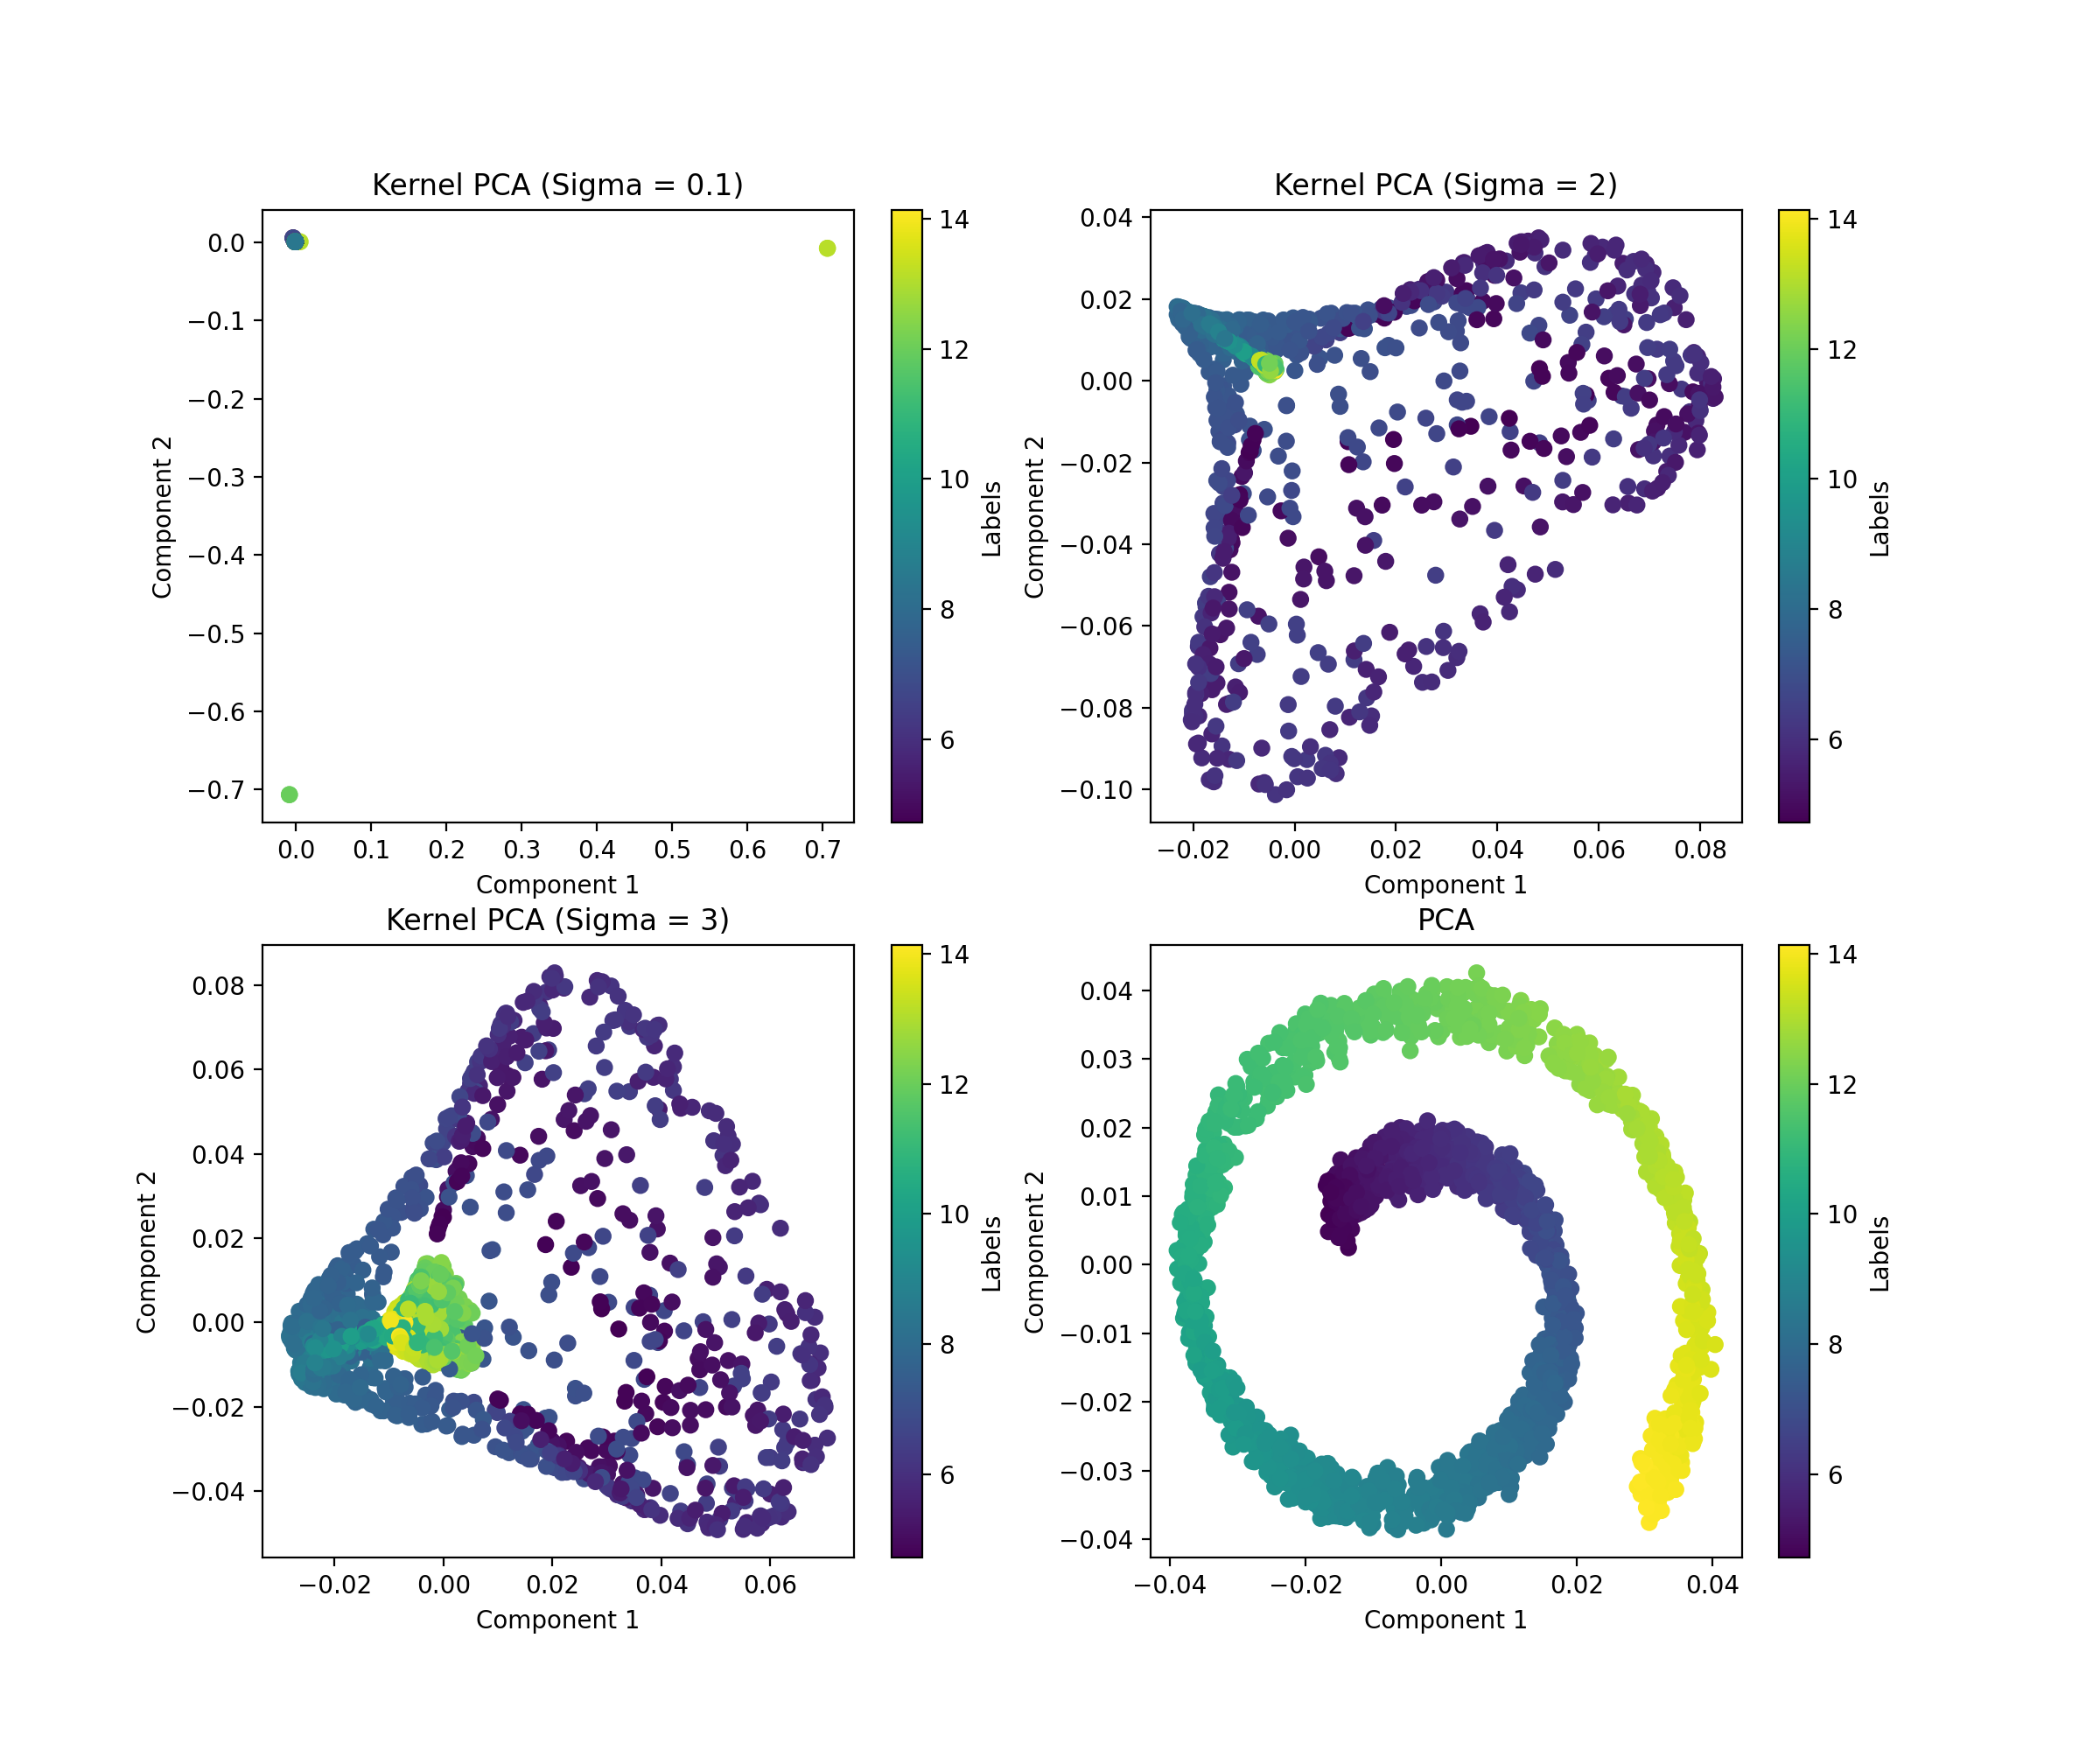 Kernel PCA (Sigma = 0.1)
0.0
−0.1
−0.2
−0.3
−0.4
−0.5
−0.6
−0.7
Component 2
0.0 0.1 0.2 0.3 0.4 0.5 0.6 0.7
Component 1
14
12
10
8
6
Labels
Kernel PCA (Sigma = 2)
0.04
0.02
0.00
−0.02
−0.04
−0.06
−0.08
−0.10
Component 2
−0.02 0.00 0.02 0.04 0.06 0.08
Component 1
14
12
10
8
6
Labels
Kernel PCA (Sigma = 3)
0.08
0.06
0.04
0.02
0.00
−0.02
−0.04
Component 2
−0.02 0.00 0.02 0.04 0.06
Component 1
14
12
10
8
6
Labels
PCA
0.04
0.03
0.02
0.01
0.00
−0.01
−0.02
−0.03
−0.04
Component 2
−0.04 −0.02 0.00 0.02 0.04
Component 1
14
12
10
8
6
Labels